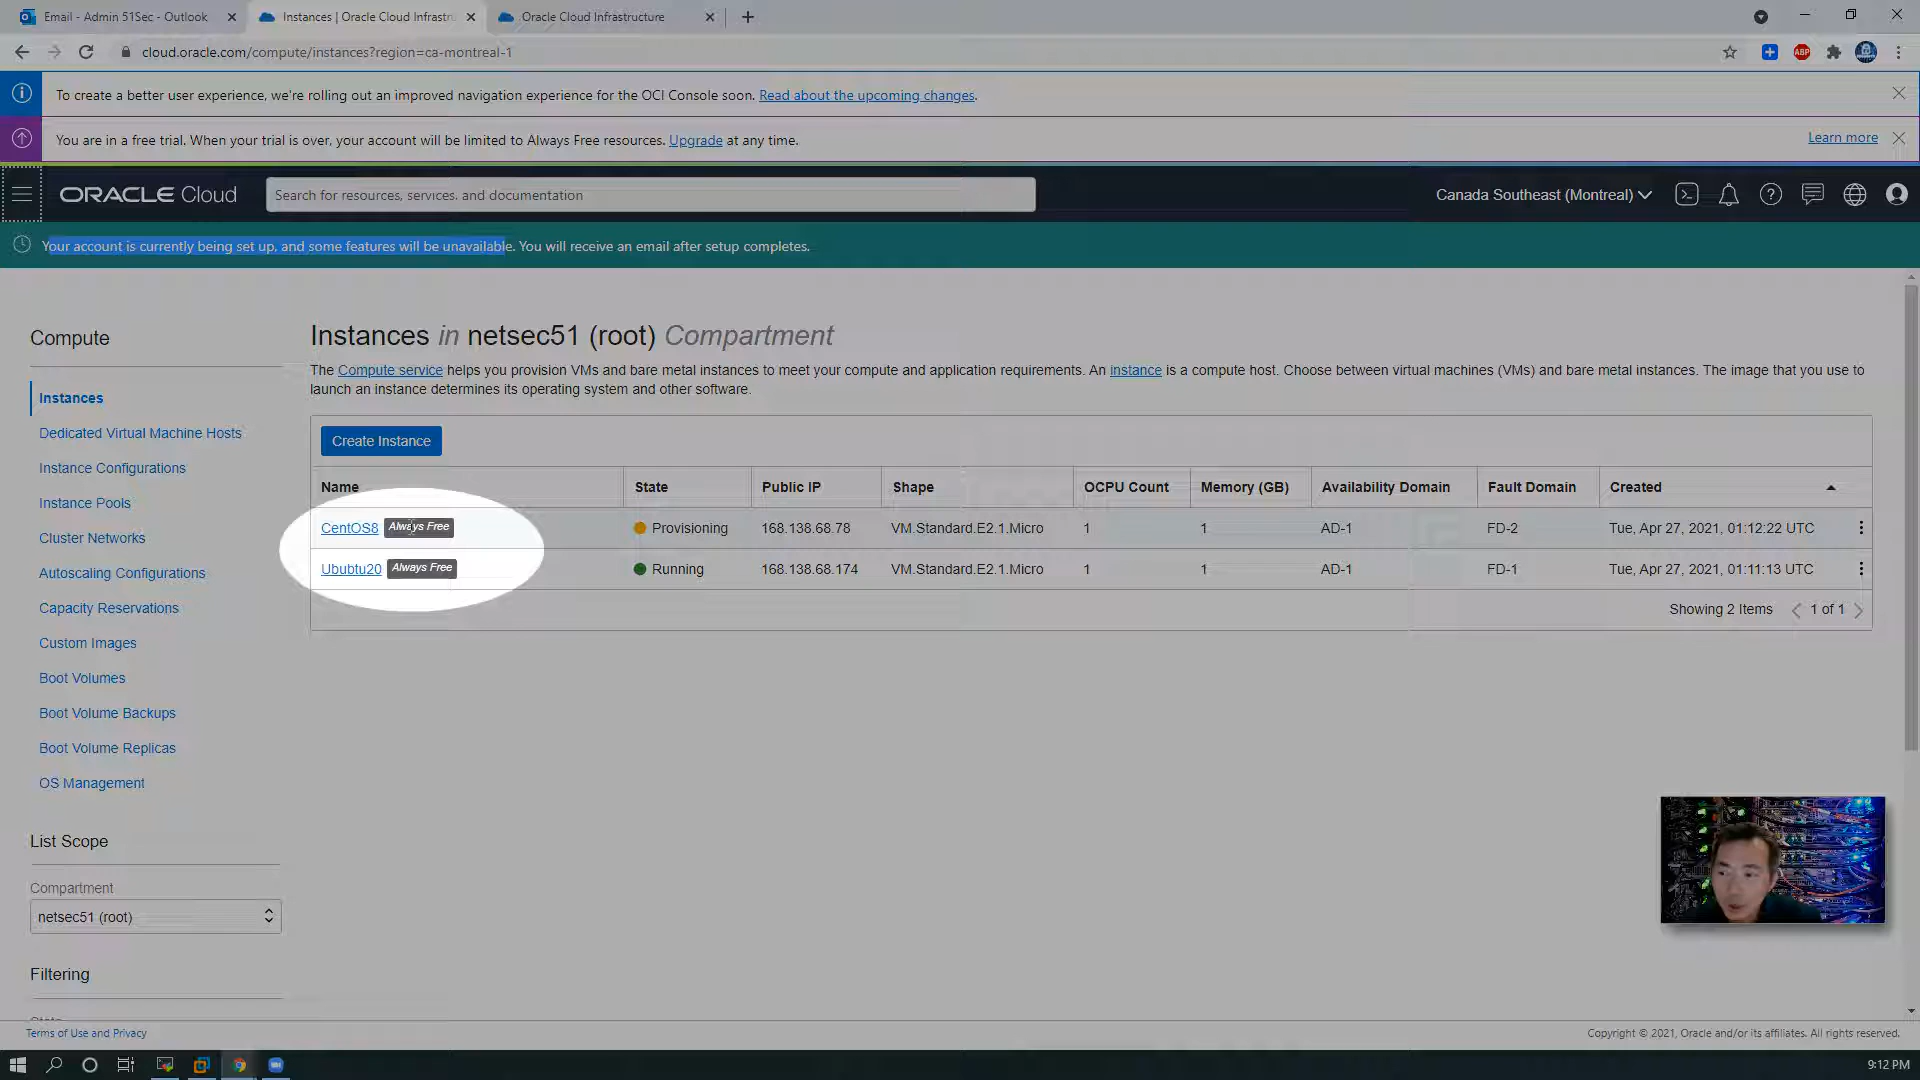 Email - Admin 51Sec - Outlook
Instances | Oracle Cloud Infrastr
Oracle Cloud Infrastructure
cloud.oracle.com/compute/instances?region=ca-montreal-1
ABP
To create a better user experience, we're rolling out an improved navigation experience for the OCI Console soon. Read about the upcoming changes.
You are in a free trial. When your trial is over, your account will be limited to Always Free resources. Upgrade at any time.
Learn more
ORACLE Cloud
Search for resources, services, and documentation
Canada Southeast (Montreal)
Your account is currently being set up, and some features will be unavailable. You will receive an email after setup completes.
Compute
Instances
Dedicated Virtual Machine Hosts
Instance Configurations
Instance Pools
Cluster Networks
Autoscaling Configurations
Capacity Reservations
Custom Images
Boot Volumes
Boot Volume Backups
Boot Volume Replicas
OS Management
List Scope
Compartment
netsec51 (root)
Filtering
Instances in netsec51 (root) Compartment
The Compute service helps you provision VMs and bare metal instances to meet your compute and application requirements. An instance is a compute host. Choose between virtual machines (VMs) and bare metal instances. The image that you use to
launch an instance determines its operating system and other software.
Create Instance
Name State Public IP Shape OCPU Count Memory (GB) Availability Domain Fault Domain Created
CentOS8 Always Free Provisioning 168.138.68.78 VM.Standard.E2.1.Micro 1 1 AD-1 FD-2 Tue, Apr 27, 2021, 01:12:22 UTC
Ububtu20 Always Free Running 168.138.68.174 VM.Standard.E2.1.Micro 1 1 AD-1 FD-1 Tue, Apr 27, 2021, 01:11:13 UTC
Showing 2 Items 1 of 1
Terms of Use and Privacy
Copyright © 2021, Oracle and/or its affiliates. All rights reserved.
9:12 PM